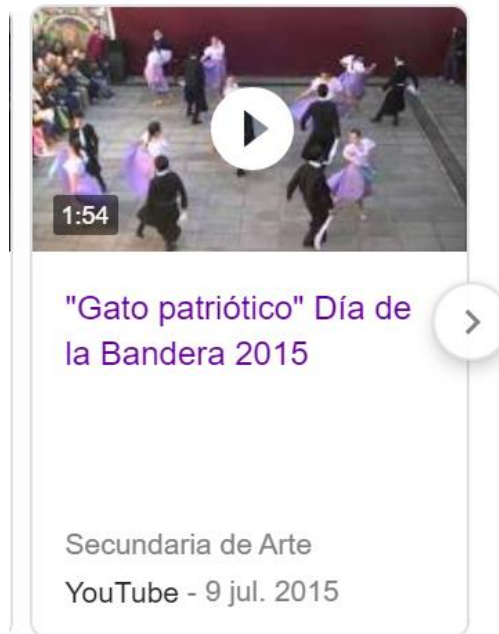 1:54
"Gato patriótico" Día de
la Bandera 2015
Secundaria de Arte
YouTube - 9 jul. 2015